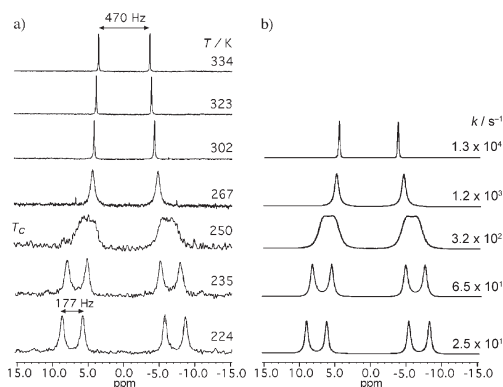 a)
470 Hz
T / K
334
323
302
267
Tc
250
235
177 Hz
224
15.0 10.0 5.0 0.0 -5.0 -10.0 -15.0
ppm
b)
k / s⁻¹
1.3 x 10⁴
1.2 x 10³
3.2 x 10²
6.5 x 10¹
2.5 x 10¹
15.0 10.0 5.0 0.0 -5.0 -10.0 -15.0
ppm